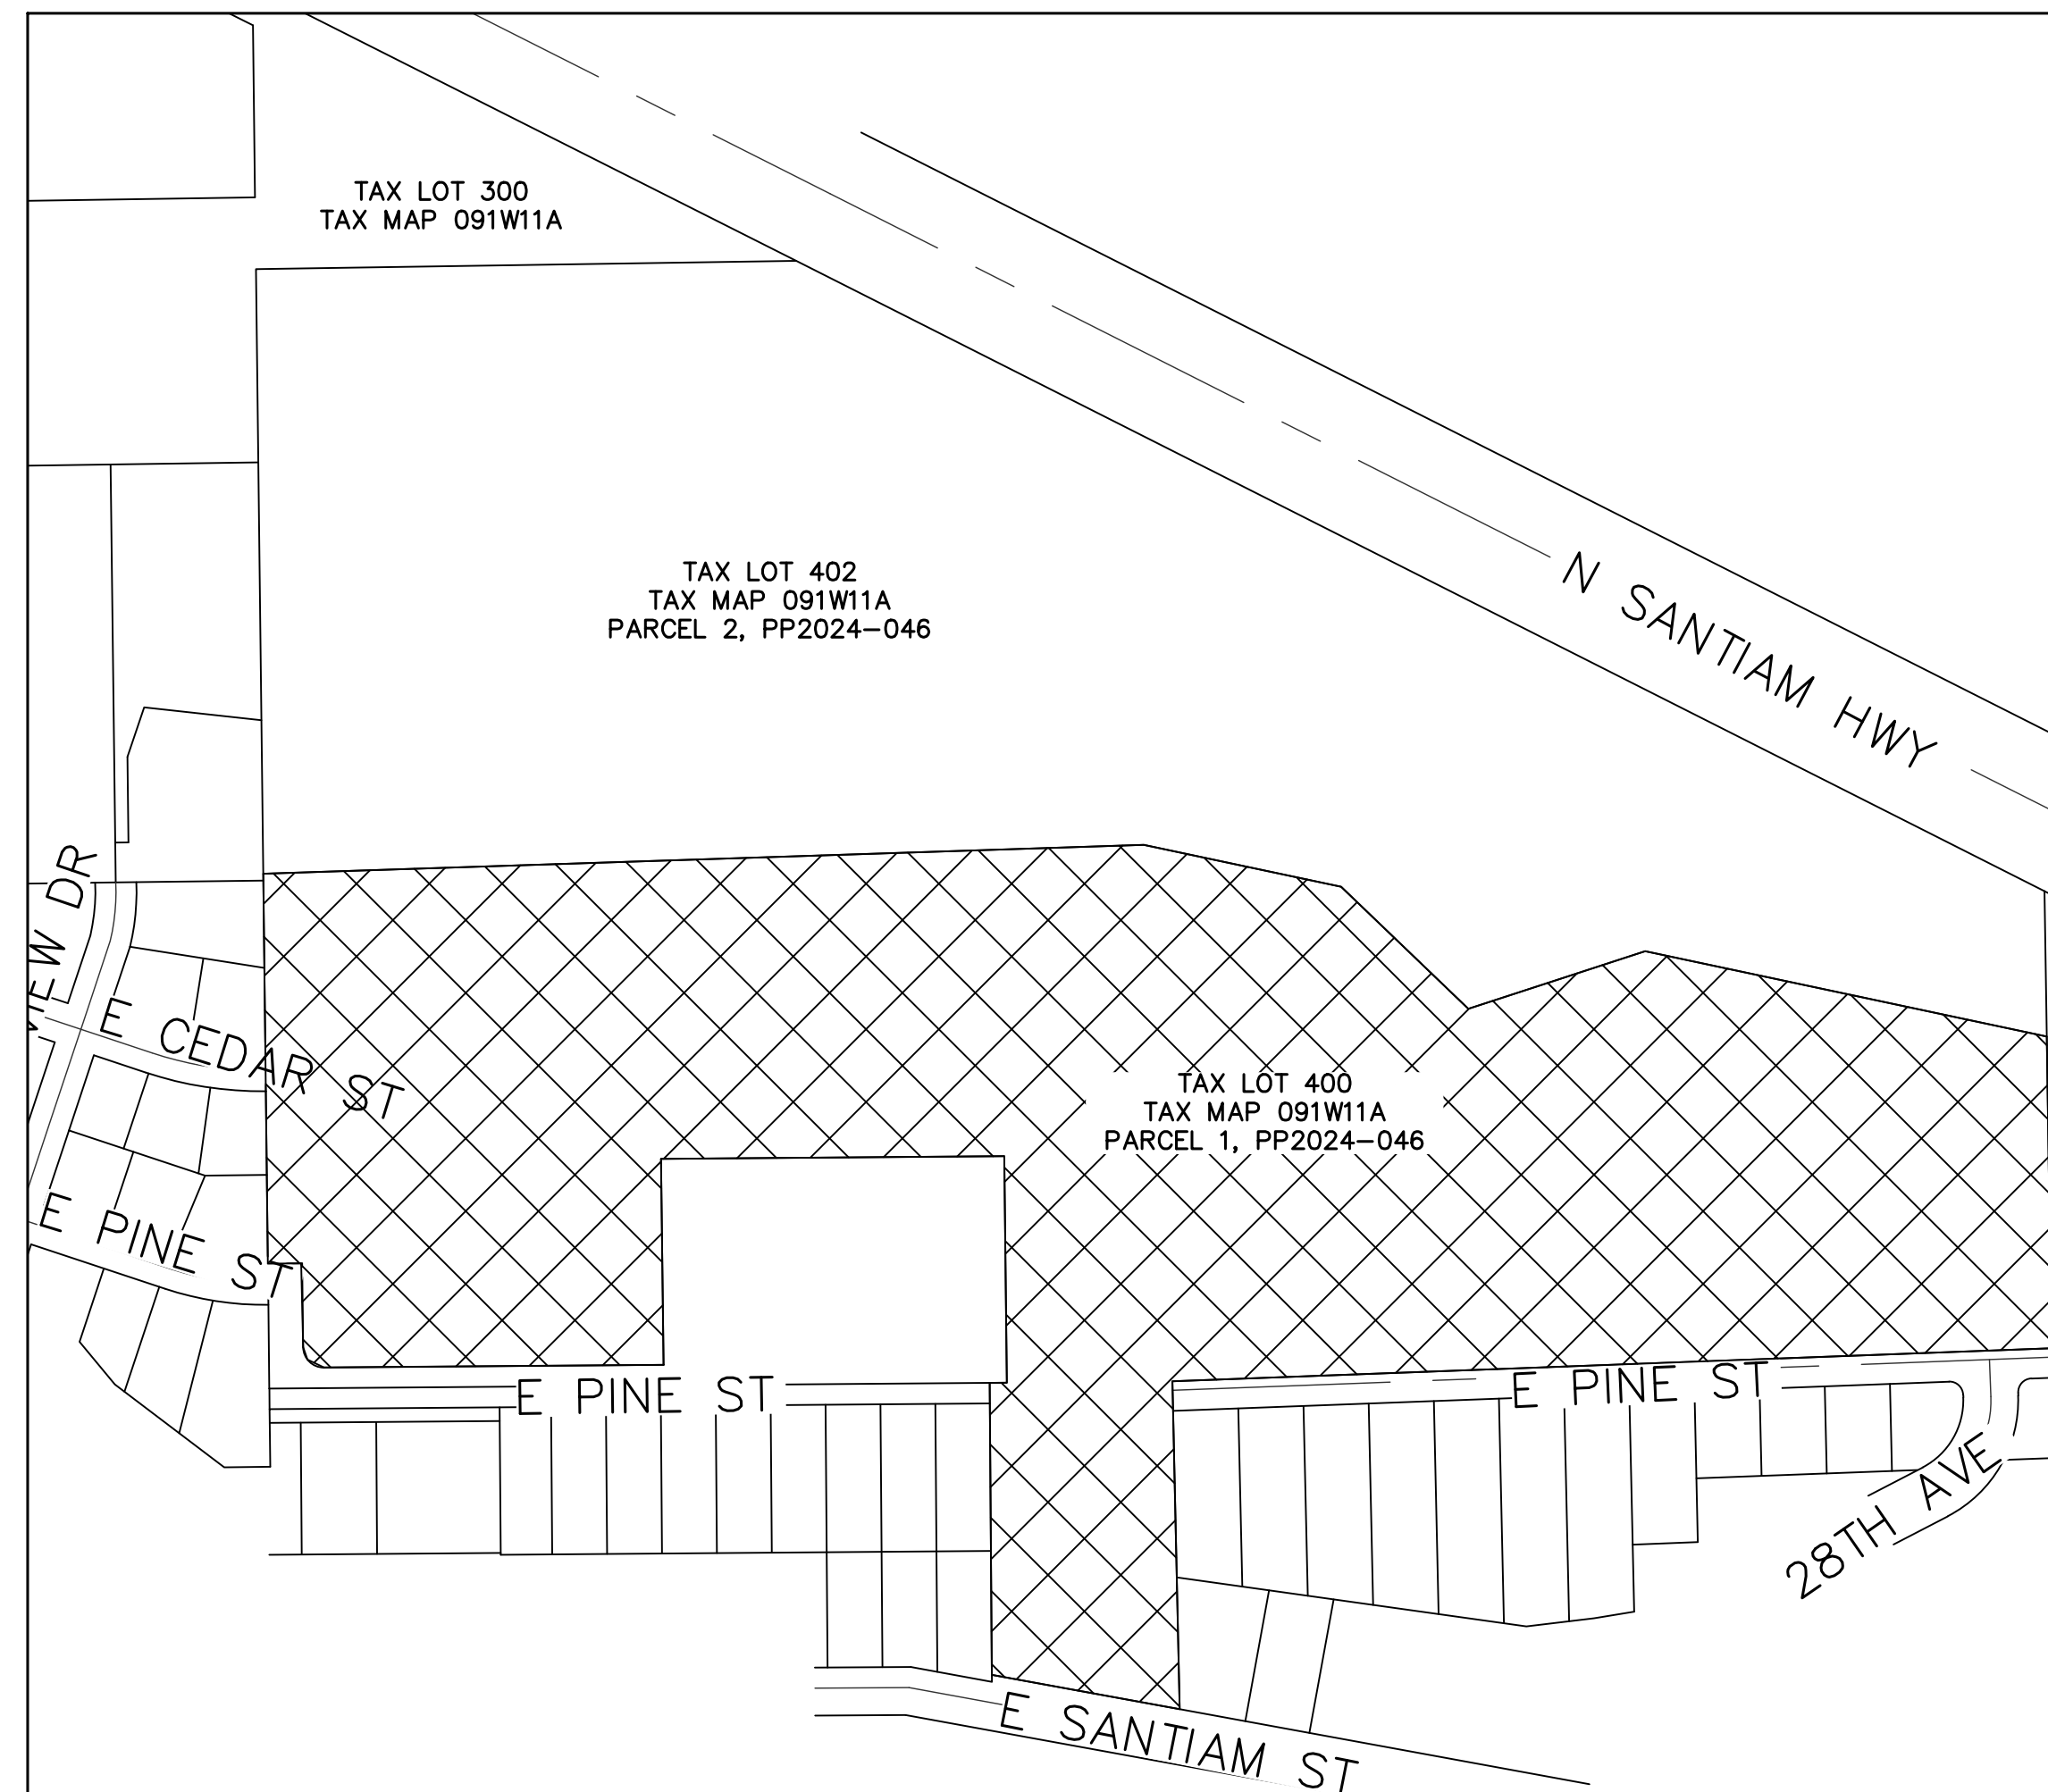 TAX LOT 300
TAX MAP 091W11A
TAX LOT 402
TAX MAP 091W11A
PARCEL 2, PP2024-046
N SANTIAM HWY
DR
E CEDAR ST
TAX LOT 400
TAX MAP 091W11A
PARCEL 1, PP2024-046
E PINE ST
E PINE ST
E PINE ST
28TH AVE
E SANTIAM ST